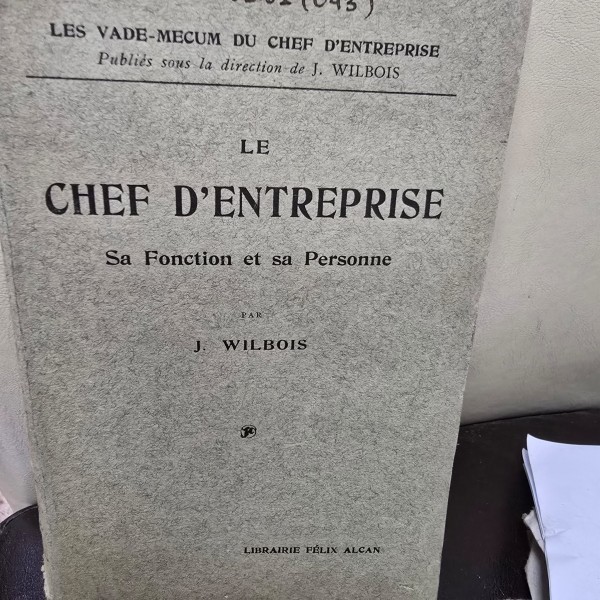 (043)
LES VADE-MECUM DU CHEF D'ENTREPRISE
Publiés sous la direction de J. WILBOIS
LE
CHEF D'ENTREPRISE
Sa Fonction et sa Personne
PAR
J. WILBOIS
LIBRAIRIE FÉLIX ALCAN